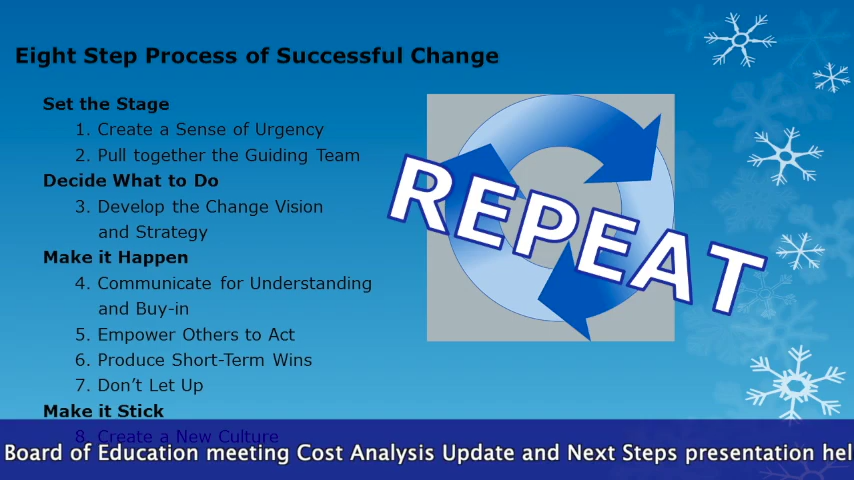 Eight Step Process of Successful Change
Set the Stage
1. Create a Sense of Urgency
2. Pull together the Guiding Team
Decide What to Do
3. Develop the Change Vision
and Strategy
Make it Happen
4. Communicate for Understanding
and Buy-in
5. Empower Others to Act
6. Produce Short-Term Wins
7. Don't Let Up
Make it Stick
8. Create a New Culture
REPEAT
Board of Education meeting Cost Analysis Update and Next Steps presentation hel